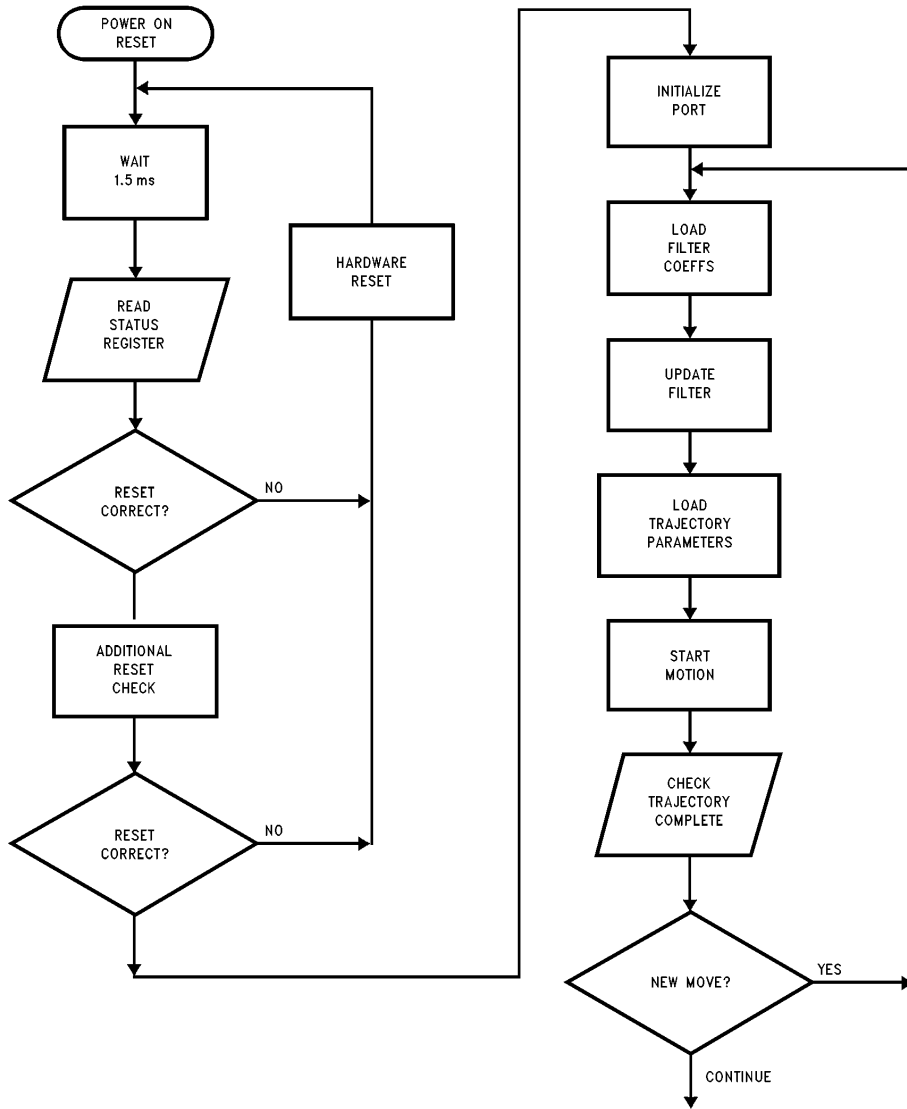 POWER ON
RESET
WAIT
1.5 ms
READ
STATUS
REGISTER
HARDWARE
RESET
RESET
CORRECT?
NO
ADDITIONAL
RESET
CHECK
RESET
CORRECT?
NO
INITIALIZE
PORT
LOAD
FILTER
COEFFS
UPDATE
FILTER
LOAD
TRAJECTORY
PARAMETERS
START
MOTION
CHECK
TRAJECTORY
COMPLETE
NEW MOVE?
YES
CONTINUE